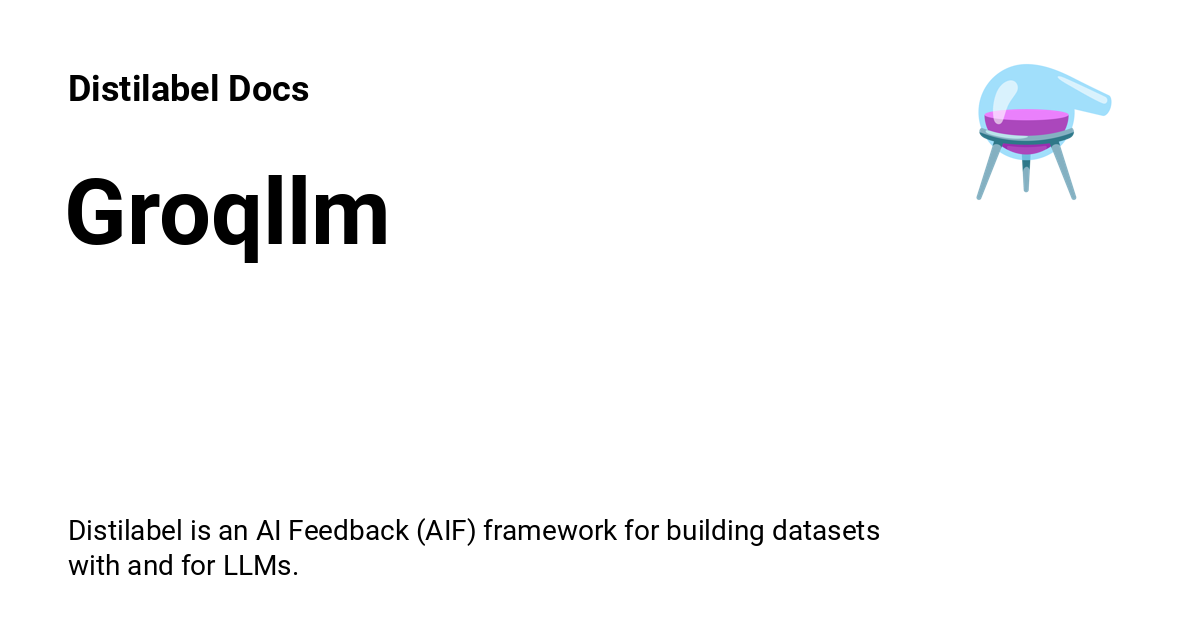 Distilabel Docs
Groqllm
Distilabel is an AI Feedback (AIF) framework for building datasets
with and for LLMs.